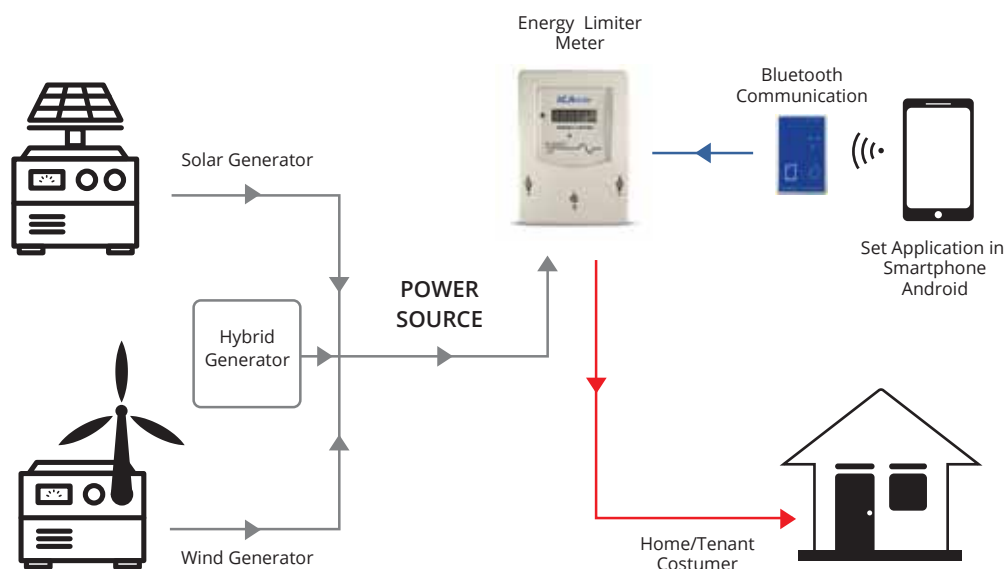 Energy Limiter
Meter
Bluetooth
Communication
Solar Generator
Set Application in
Smartphone
Android
POWER
SOURCE
Hybrid
Generator
Wind Generator
Home/Tenant
Costumer